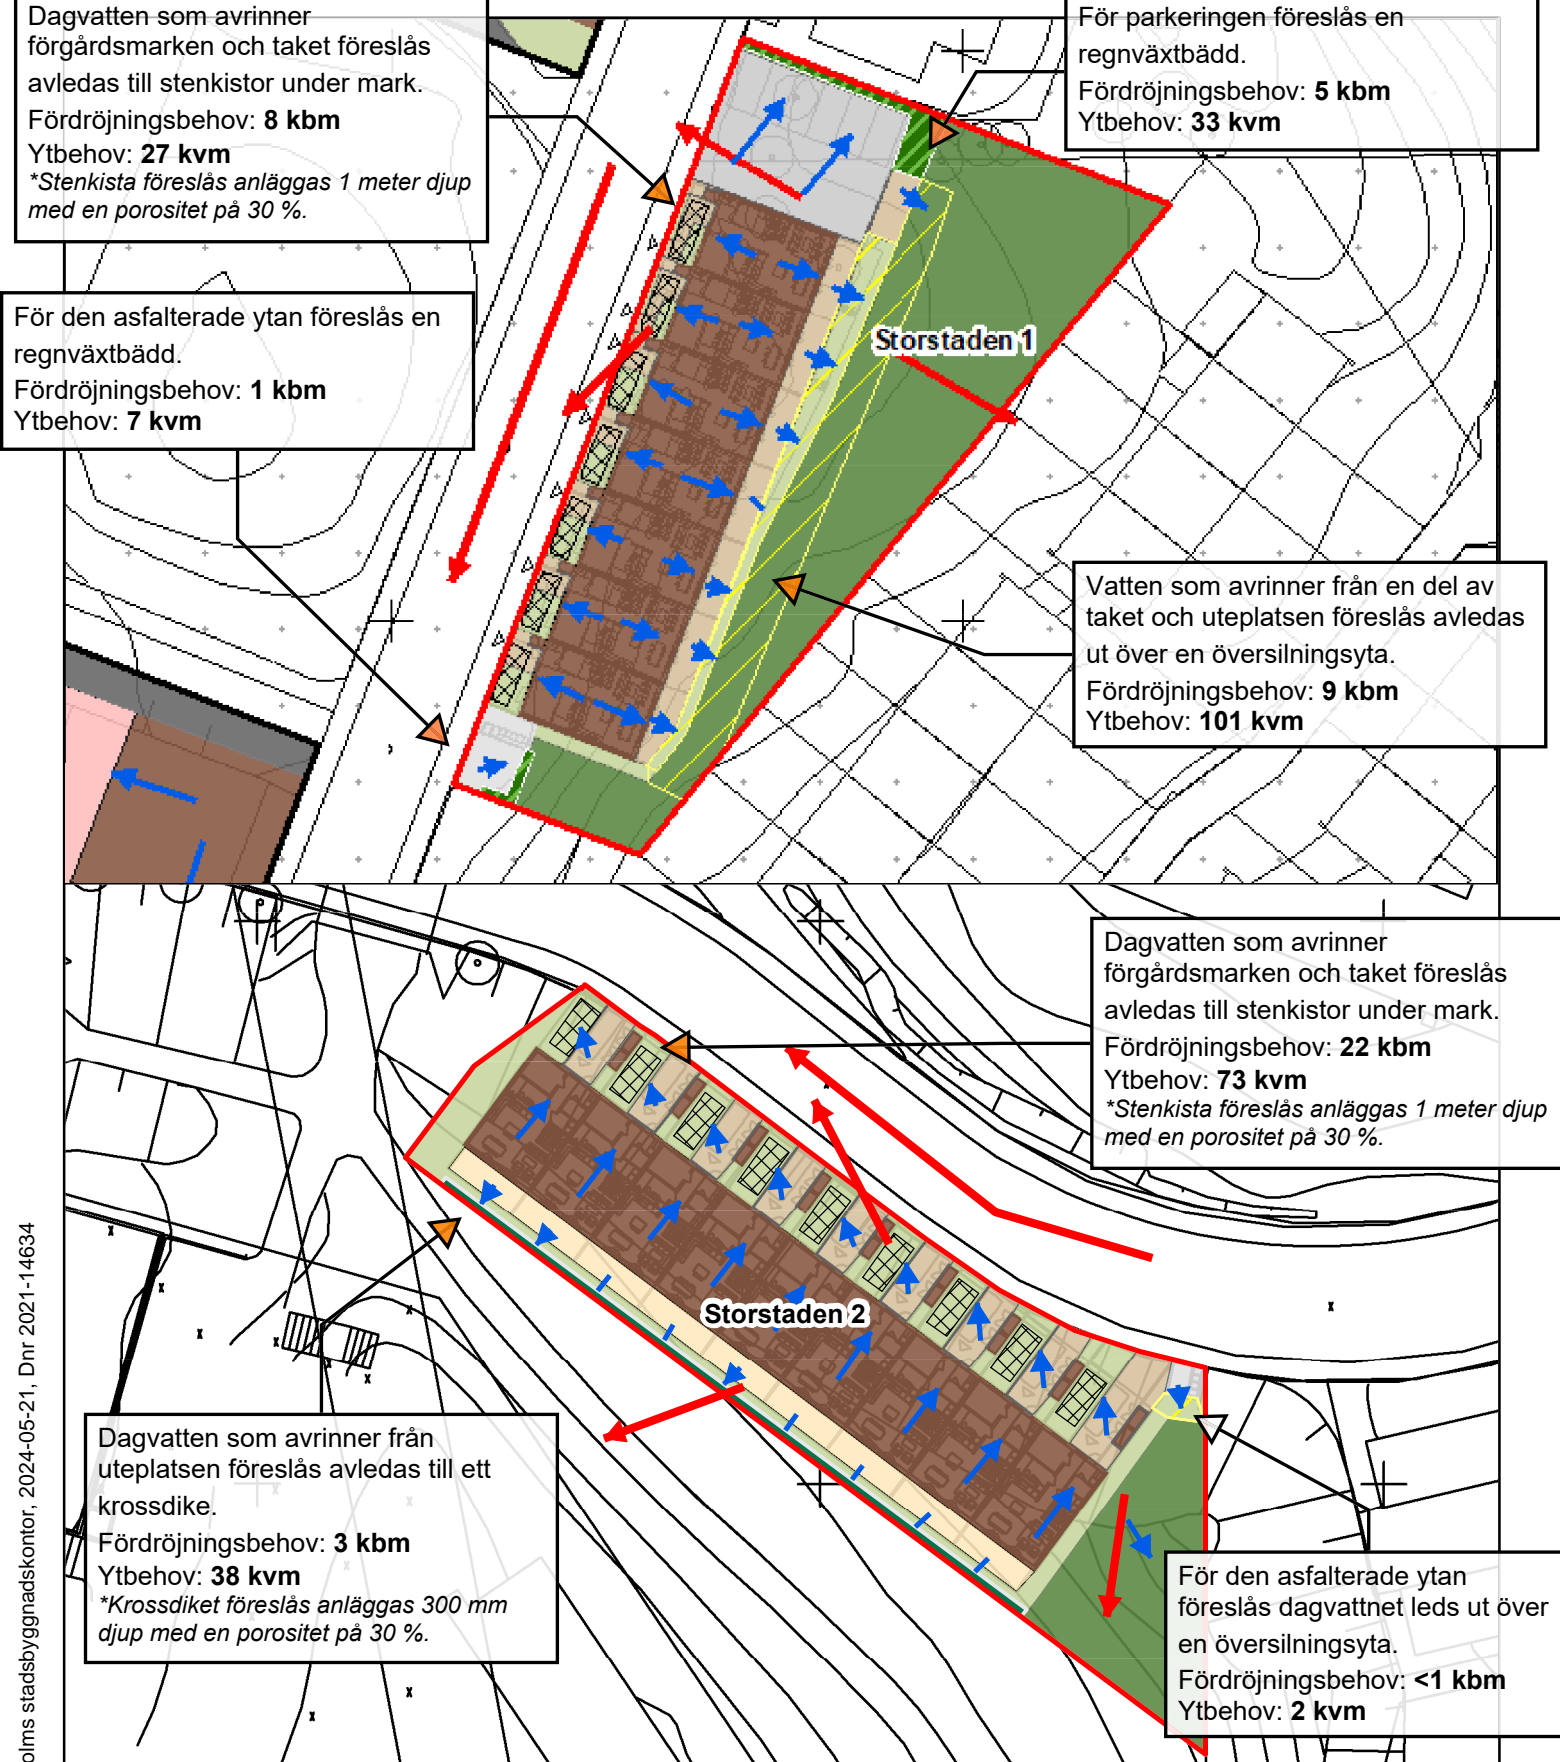 Dagvatten som avrinner
förgårdsmarken och taket föreslås
avledas till stenkistor under mark.
Fördröjningsbehov: 8 kbm
Ytbehov: 27 kvm
*Stenkista föreslås anläggas 1 meter djup
med en porositet på 30 %.
För parkeringen föreslås en
regnväxtbädd.
Fördröjningsbehov: 5 kbm
Ytbehov: 33 kvm
För den asfalterade ytan föreslås en
regnväxtbädd.
Fördröjningsbehov: 1 kbm
Ytbehov: 7 kvm
Storstaden 1
Vatten som avrinner från en del av
taket och uteplatsen föreslås avledas
ut över en översilningsyta.
Fördröjningsbehov: 9 kbm
Ytbehov: 101 kvm
Dagvatten som avrinner
förgårdsmarken och taket föreslås
avledas till stenkistor under mark.
Fördröjningsbehov: 22 kbm
Ytbehov: 73 kvm
*Stenkista föreslås anläggas 1 meter djup
med en porositet på 30 %.
Storstaden 2
Dagvatten som avrinner från
uteplatsen föreslås avledas till ett
krossdike.
Fördröjningsbehov: 3 kbm
Ytbehov: 38 kvm
*Krossdiket föreslås anläggas 300 mm
djup med en porositet på 30 %.
För den asfalterade ytan
föreslås dagvattnet leds ut över
en översilningsyta.
Fördröjningsbehov: <1 kbm
Ytbehov: 2 kvm
olms stadsbyggnadskontor, 2024-05-21, Dnr 2021-14634